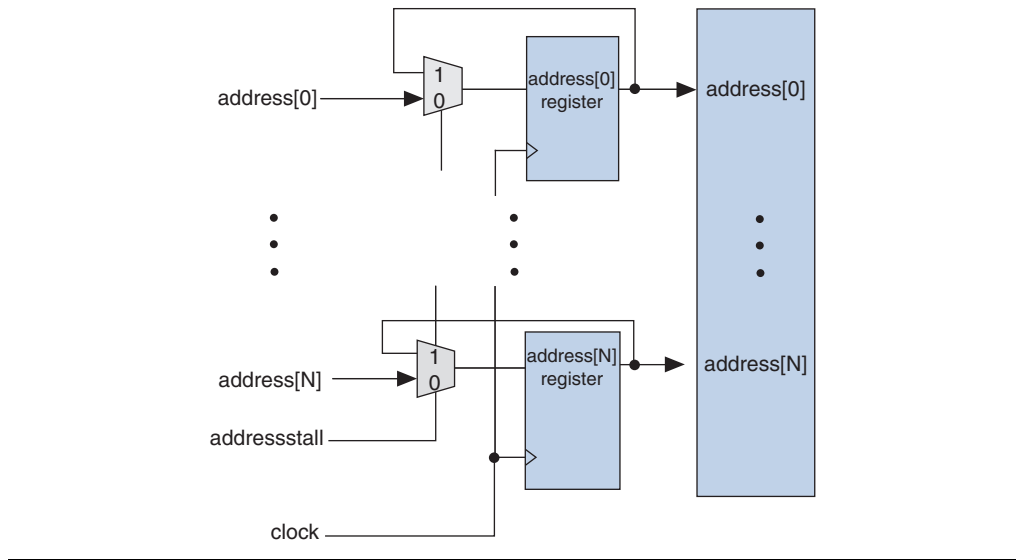 1
address[0]
register
address[0]
address[0]
0
1
address[N]
register
address[N]
address[N]
0
addressstall
clock